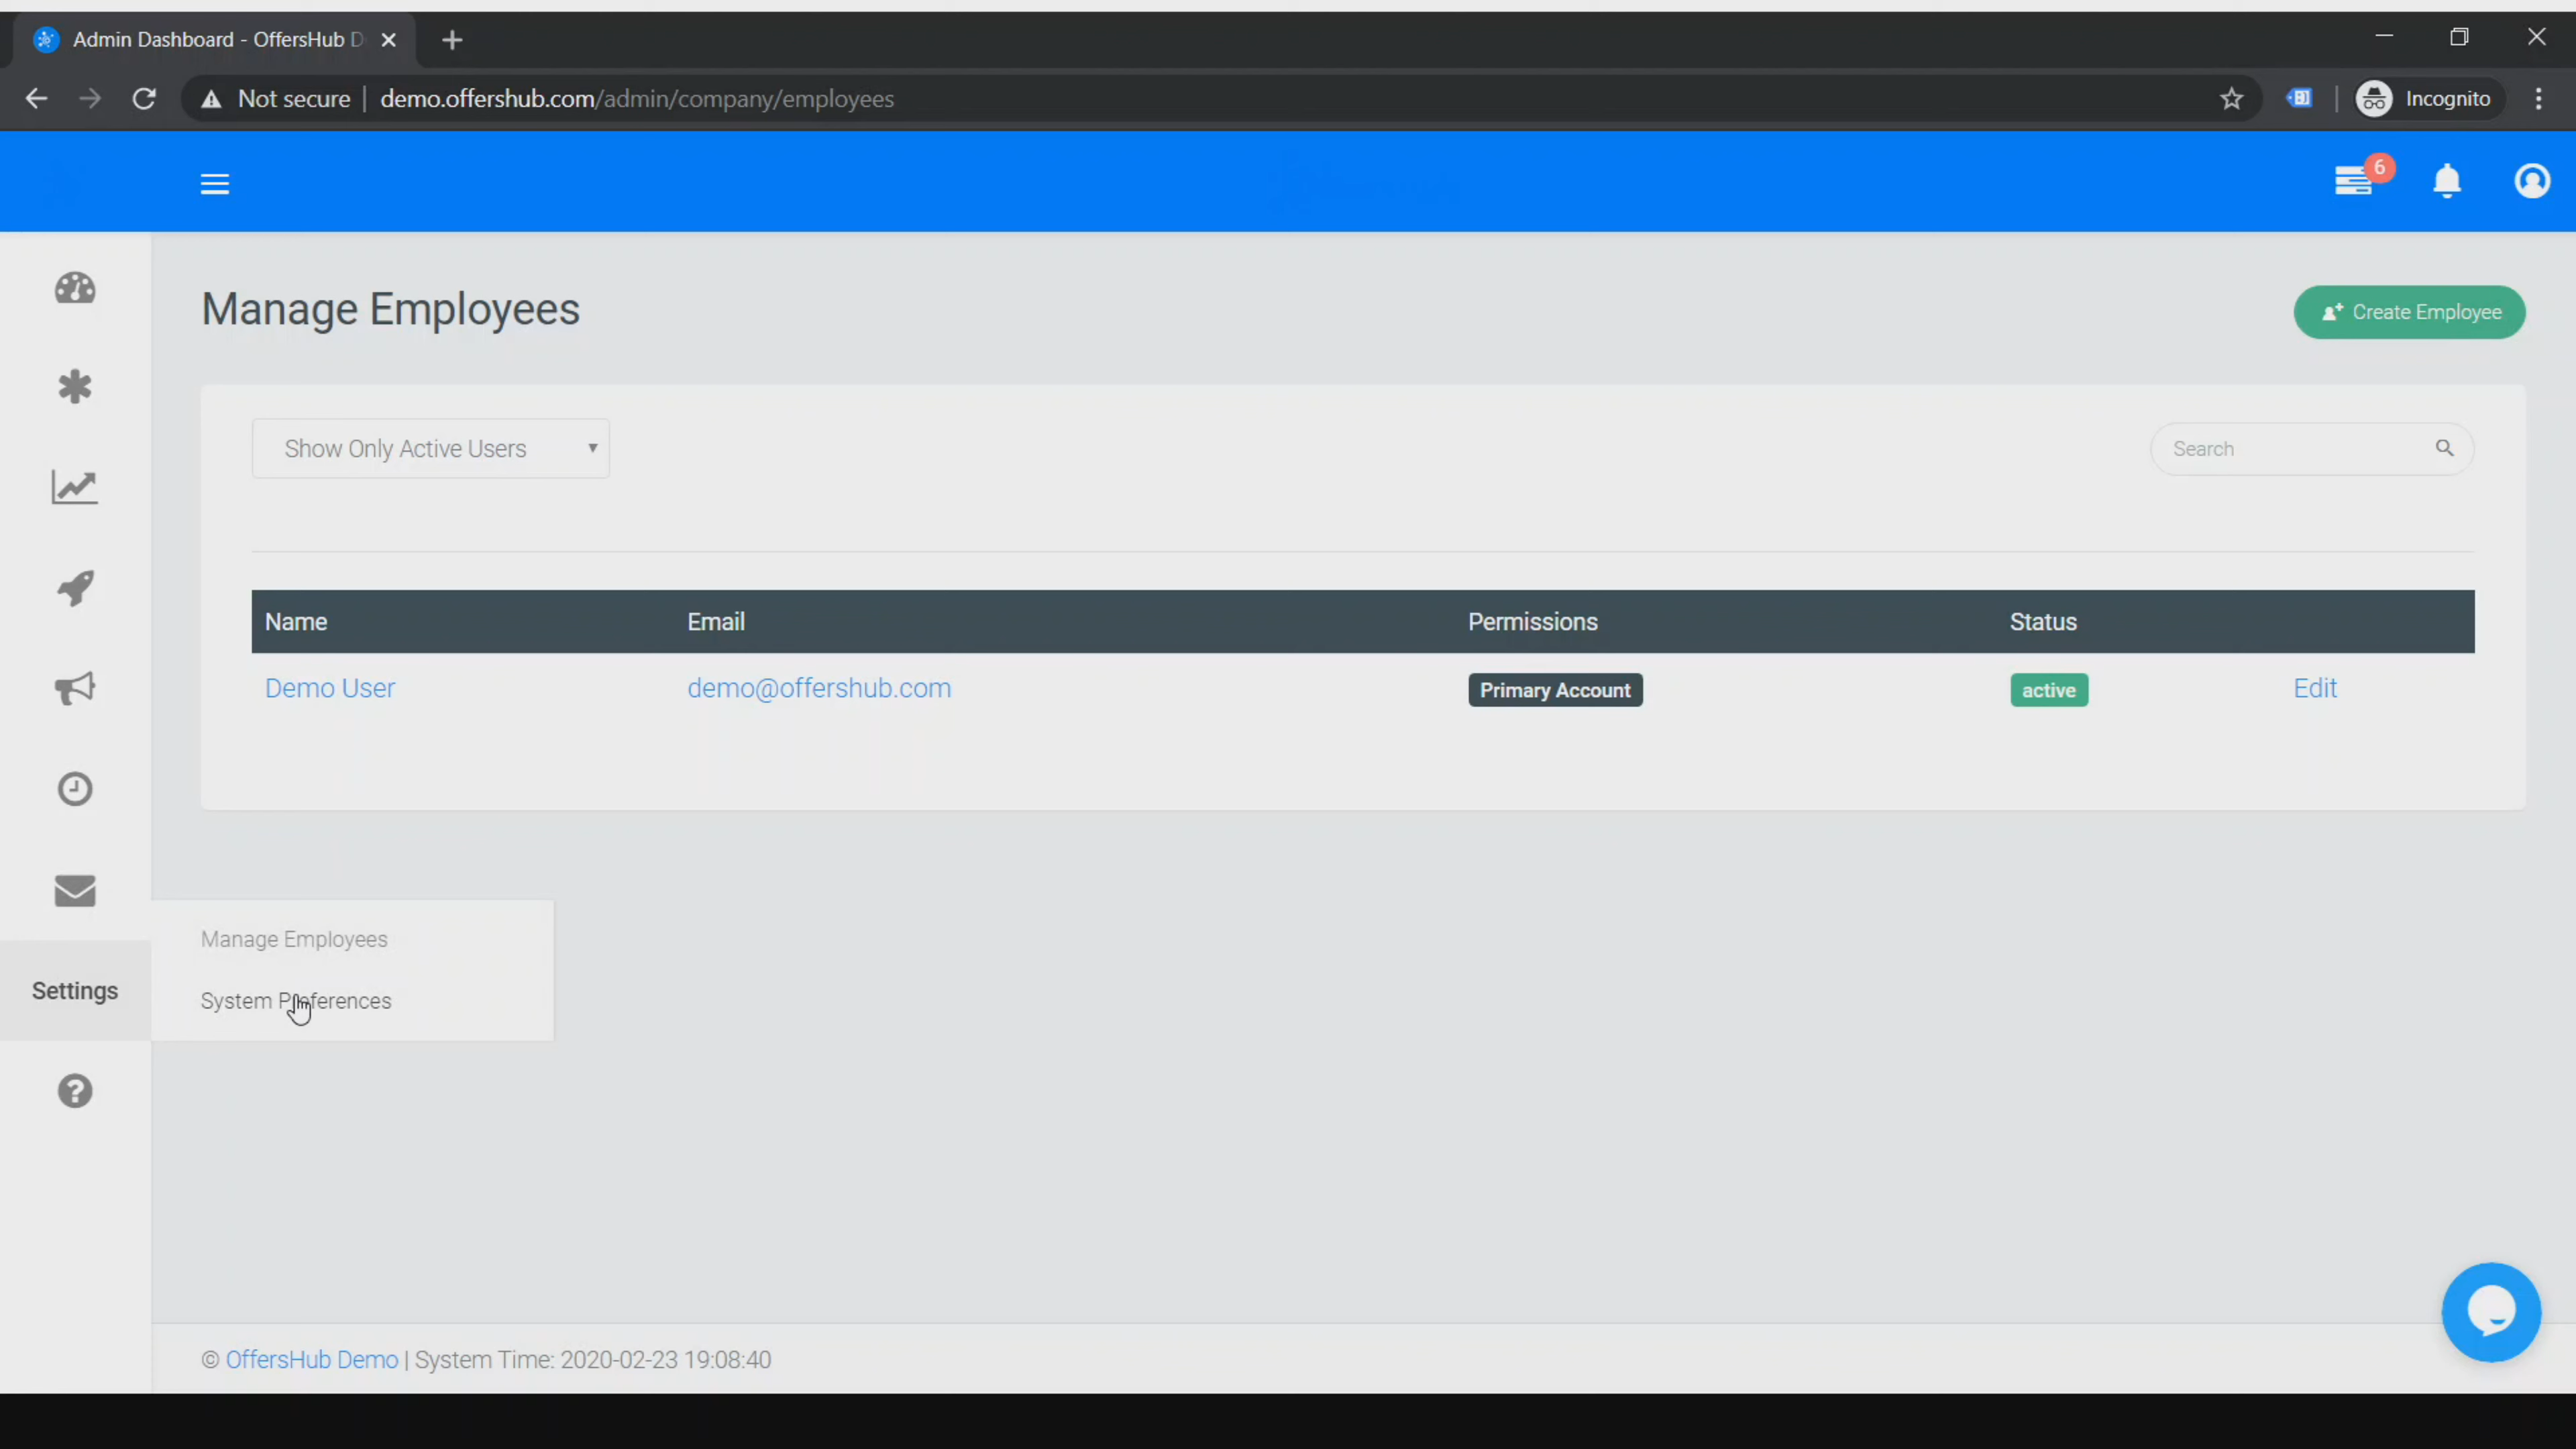 Admin Dashboard - OffersHub D
Not secure
demo.offershub.com/admin/company/employees
Incognito
6
Manage Employees
Create Employee
Show Only Active Users
Search
Name Email Permissions Status
Demo User demo@offershub.com Primary Account active Edit
Manage Employees
Settings
System Preferences
© OffersHub Demo | System Time: 2020-02-23 19:08:40